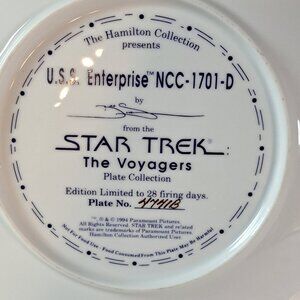 The Hamilton Collection
presents
U.S.S. Enterprise™ NCC-1701-D
by
from the
STAR TREK:
The Voyagers
Plate Collection
Edition Limited to 28 firing days.
Plate No.
™, ® & © 1994 Paramount Pictures.
All Rights Reserved. STAR TREK and related
marks are trademarks of Paramount Pictures.
Hamilton Collection Authorized User.
Not For Food Use - Food Consumed From This Plate May Be Harmful